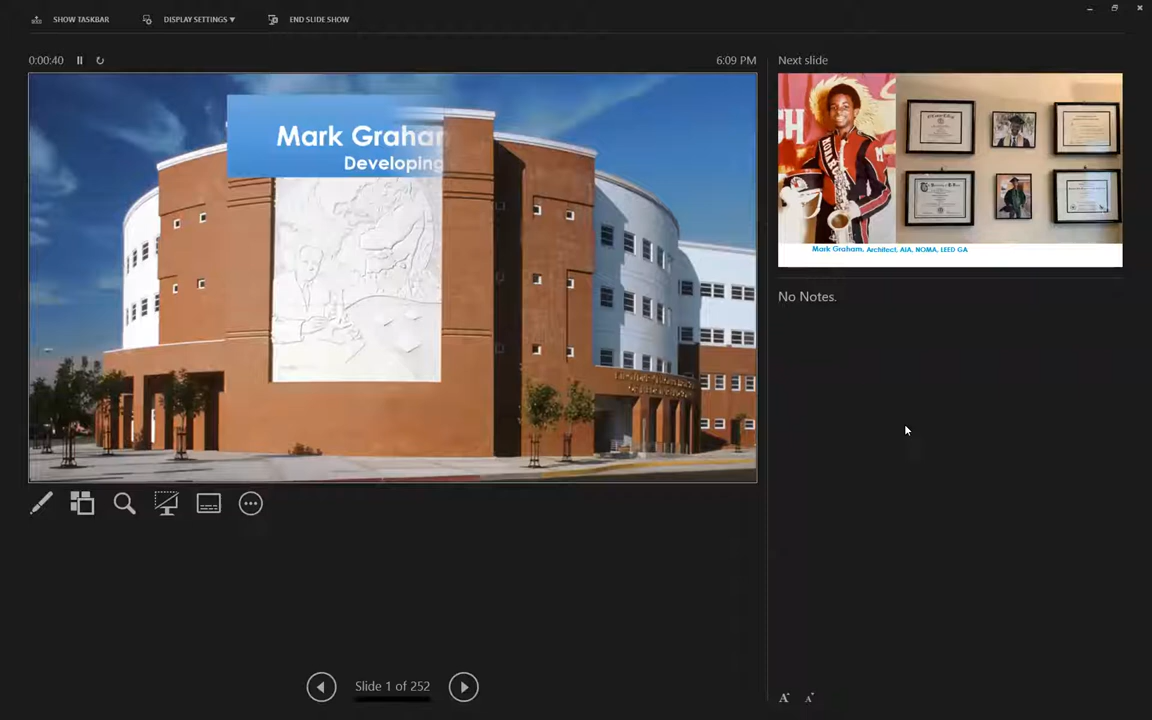 SHOW TASKBAR
DISPLAY SETTINGS ▼
END SLIDE SHOW
0:00:40
6:09 PM
Next slide
Mark Graham
Developing
Mark Graham, Architect, AIA, NOMA, LEED GA
No Notes.
Slide 1 of 252